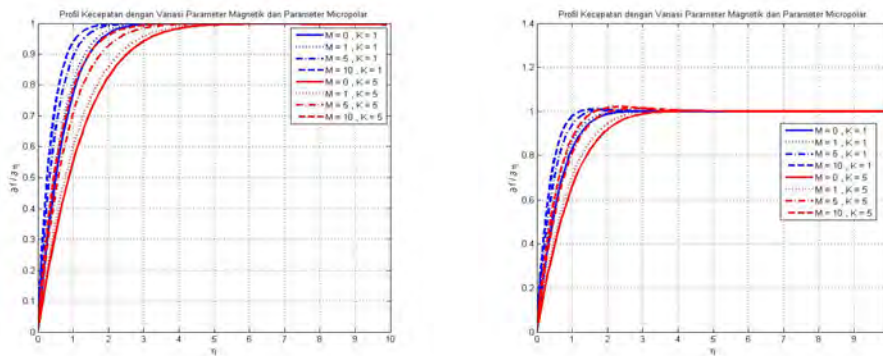 Profil Kecepatan dengan Variasi Parameter Magnetik dan Parameter Micropolar
1
0.9
0.8
0.7
0.6
0.5
0.4
0.3
0.2
0.1
0
∂ f / ∂ η
0 1 2 3 4 5 6 7 8 9 10
η
M = 0 , K = 1
M = 1 , K = 1
M = 5 , K = 1
M = 10 , K = 1
M = 0 , K = 5
M = 1 , K = 5
M = 5 , K = 5
M = 10 , K = 5
Profil Kecepatan dengan Variasi Parameter Magnetik dan Parameter Micropolar
1.4
1.2
1.0
0.8
0.6
0.4
0.2
0
∂ f / ∂ η
0 1 2 3 4 5 6 7 8 9
η
M = 0 , K = 1
M = 1 , K = 1
M = 5 , K = 1
M = 10 , K = 1
M = 0 , K = 5
M = 1 , K = 5
M = 5 , K = 5
M = 10 , K = 5